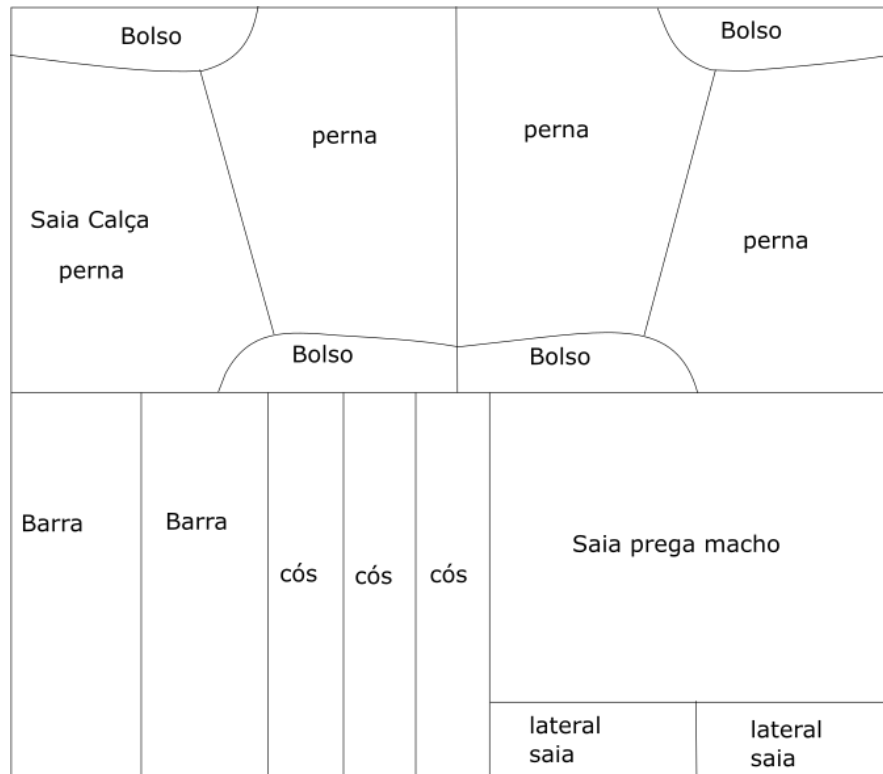 Bolso
Bolso
perna
perna
Saia Calça
perna
perna
Bolso
Bolso
Barra
Barra
cós
cós
cós
Saia prega macho
lateral
saia
lateral
saia